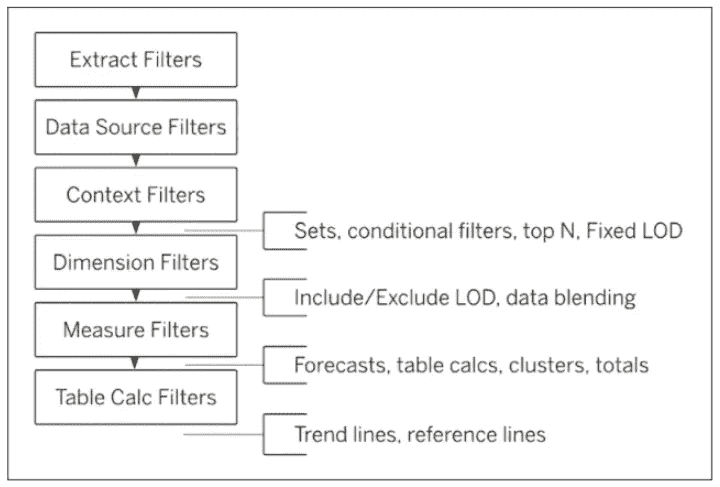 Extract Filters
Data Source Filters
Context Filters
Sets, conditional filters, top N, Fixed LOD
Dimension Filters
Include/Exclude LOD, data blending
Measure Filters
Forecasts, table calcs, clusters, totals
Table Calc Filters
Trend lines, reference lines